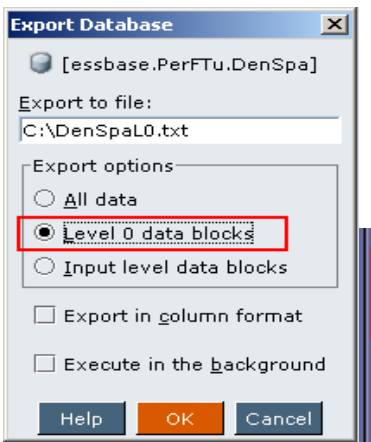 Export Database
[essbase.PerFTu.DenSpa]
Export to file:
C:\DenSpaL0.txt
Export options
All data
Level 0 data blocks
Input level data blocks
Export in column format
Execute in the background
Help OK Cancel